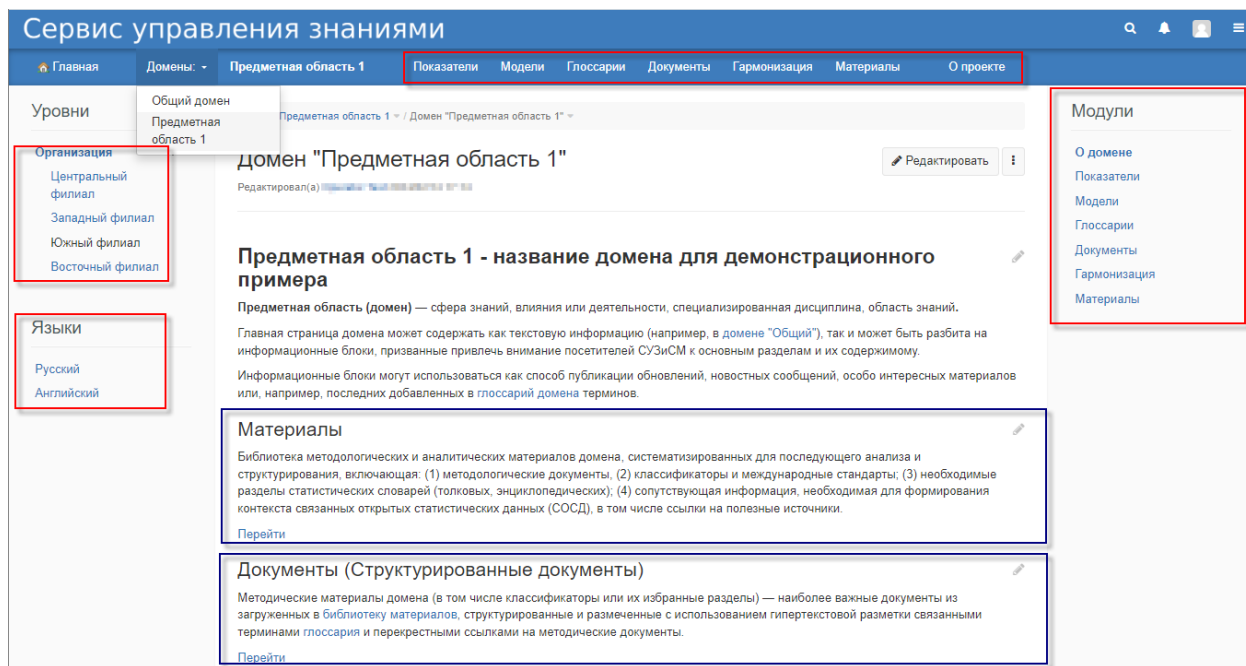 Сервис управления знаниями
Главная Домены: Предметная область 1 Показатели Модели Глоссарии Документы Гармонизация Материалы О проекте
Общий домен
Предметная
область 1
Уровни
Организация
Центральный
филиал
Западный филиал
Южный филиал
Восточный филиал
Языки
Русский
Английский
Предметная область 1 / Домен "Предметная область 1"
Домен "Предметная область 1"
Редактировать
Редактировал(а)
Предметная область 1 - название домена для демонстрационного
примера
Предметная область (домен) — сфера знаний, влияния или деятельности, специализированная дисциплина, область знаний.
Главная страница домена может содержать как текстовую информацию (например, в домене "Общий"), так и может быть разбита на
информационные блоки, призванные привлечь внимание посетителей СУЗиСМ к основным разделам и их содержимому.
Информационные блоки могут использоваться как способ публикации обновлений, новостных сообщений, особо интересных материалов
или, например, последних добавленных в глоссарий домена терминов.
Материалы
Библиотека методологических и аналитических материалов домена, систематизированных для последующего анализа и
структурирования, включающая: (1) методологические документы, (2) классификаторы и международные стандарты; (3) необходимые
разделы статистических словарей (толковых, энциклопедических); (4) сопутствующая информация, необходимая для формирования
контекста связанных открытых статистических данных (СОСД), в том числе ссылки на полезные источники.
Перейти
Документы (Структурированные документы)
Методические материалы домена (в том числе классификаторы или их избранные разделы) — наиболее важные документы из
загруженных в библиотеку материалов, структурированные и размеченные с использованием гипертекстовой разметки связанными
терминами глоссария и перекрестными ссылками на методические документы.
Перейти
Модули
О домене
Показатели
Модели
Глоссарии
Документы
Гармонизация
Материалы